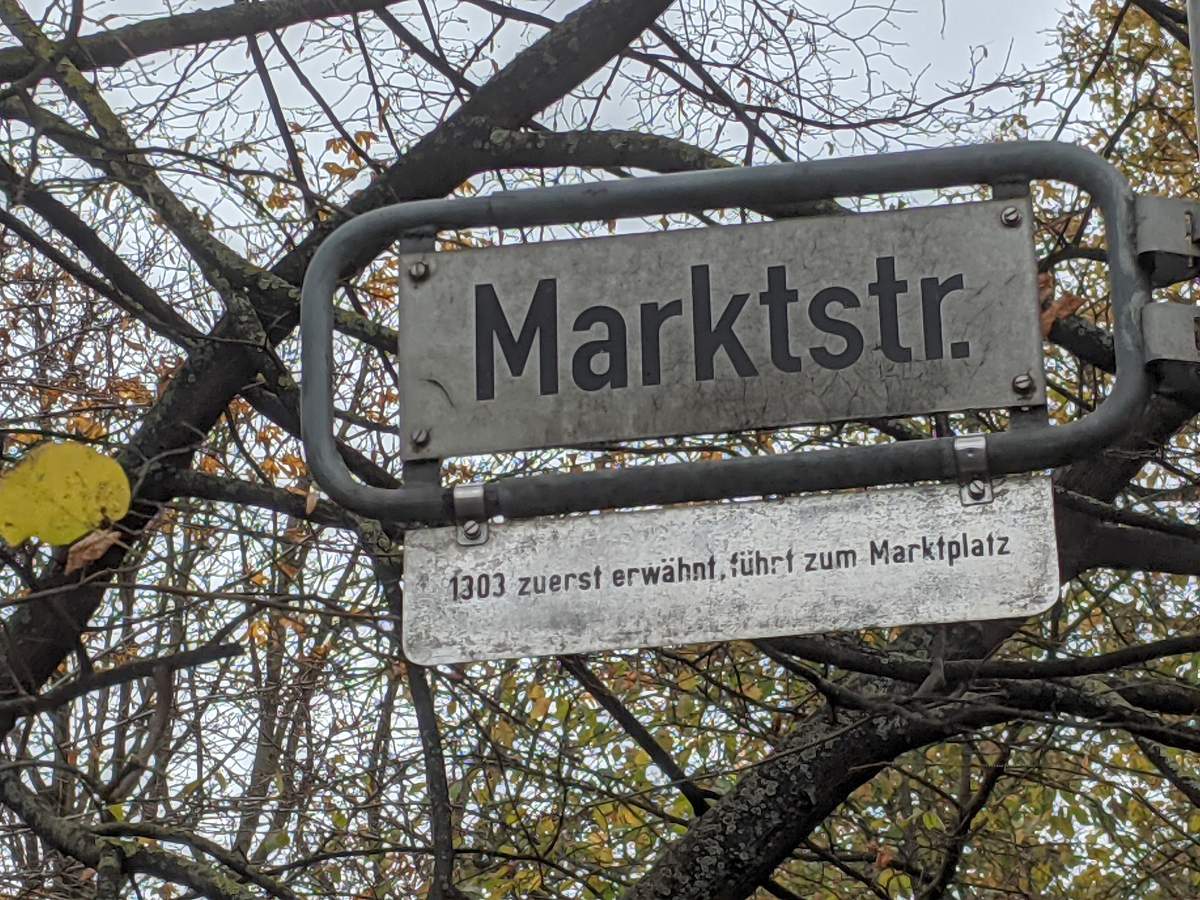 Marktstr.
1303 zuerst erwähnt, führt zum Marktplatz